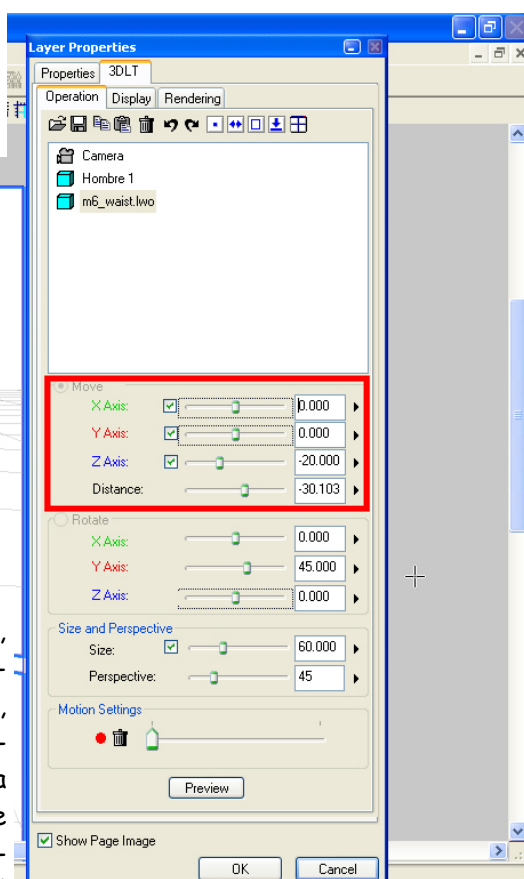 Layer Properties
Properties 3DLT
Operation Display Rendering
Camera
Hombre 1
m6_waist.lwo
Move
X Axis: 0.000
Y Axis: 0.000
Z Axis: -20.000
Distance: -30.103
Rotate
X Axis: 0.000
Y Axis: 45.000
Z Axis: 0.000
Size and Perspective
Size: 60.000
Perspective: 45
Motion Settings
Preview
Show Page Image
OK Cancel